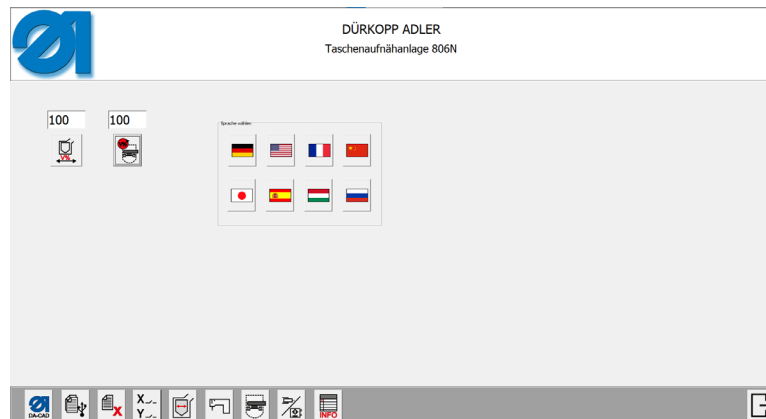 DÜRKOPP ADLER
Taschenaufnähanlage 806N
100 100
Sprache wählen
V%
V%
DA-CAD
X
X
Y
INFO